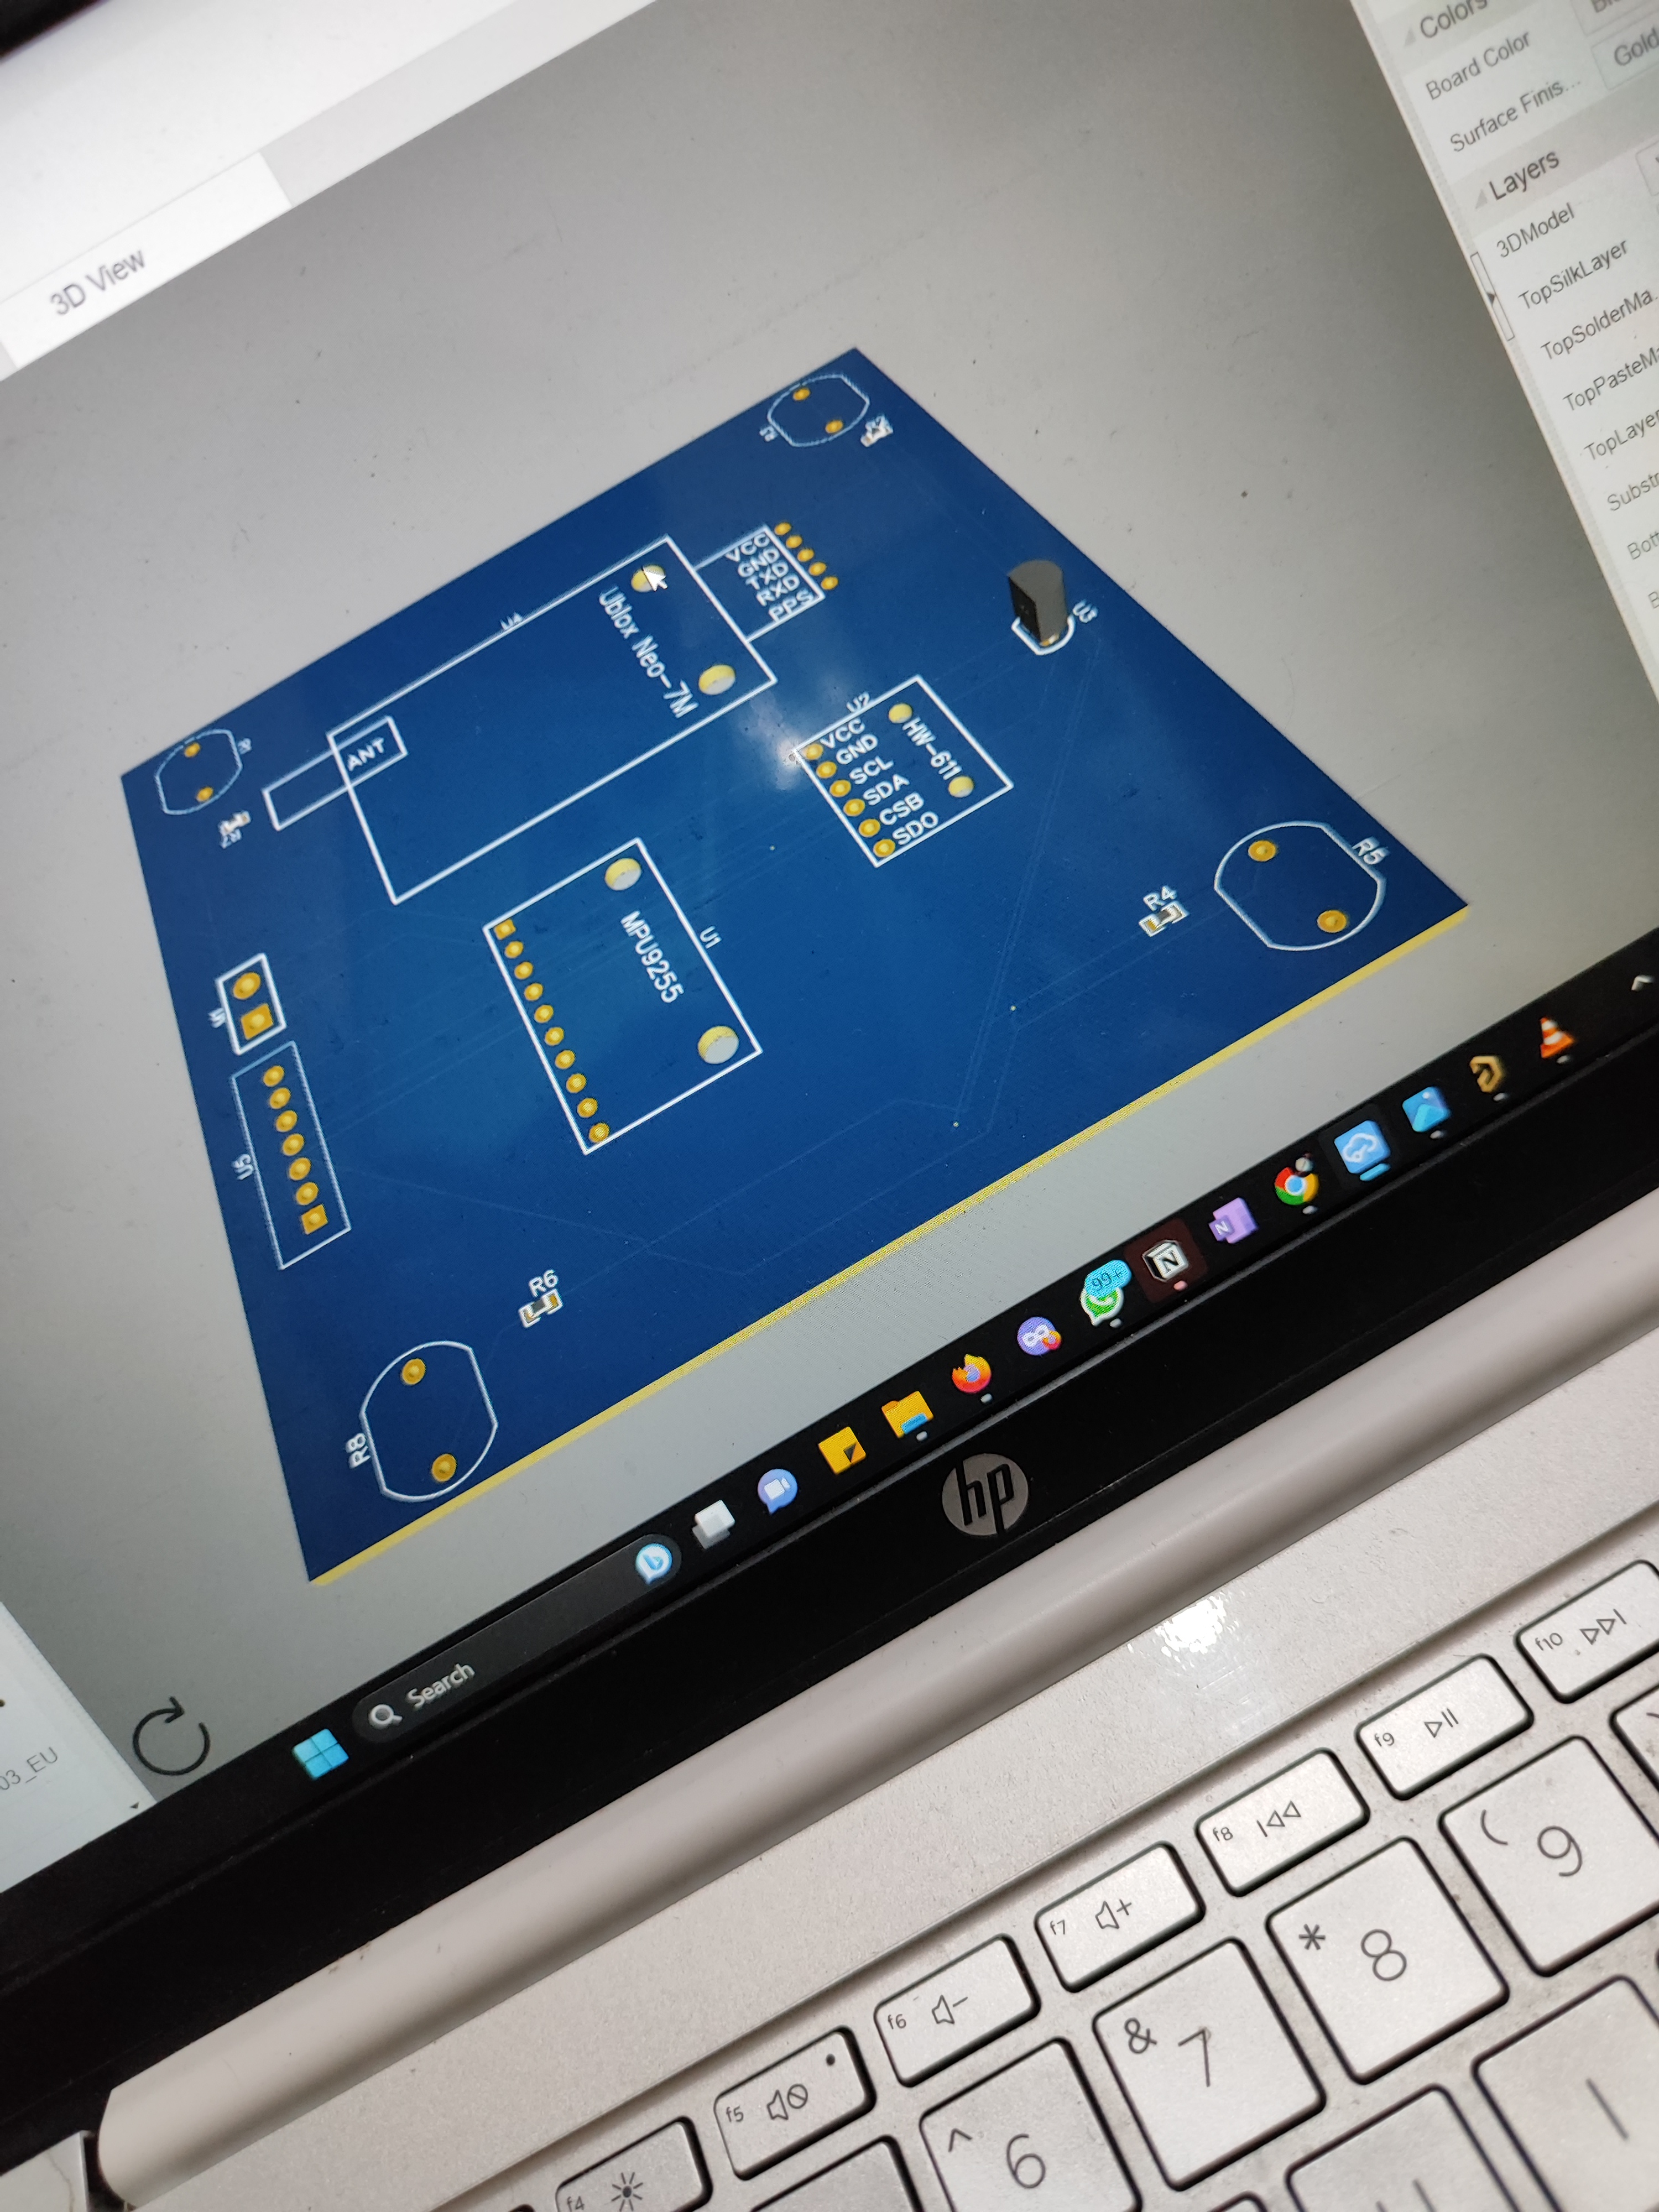 3D View
Colors
Board Color
Surface Finis...
Gold
Layers
3DModel
TopSilkLayer
TopSolderMa...
TopPasteMa
TopLayer
Substr
Bott
VCC
GND
TXD
RXD
PPS
U4
Ublox Neo-7M
ANT
U3
U2
VCC
GND
SCL
SDA
CSB
SDO
HW-611
U1
MPU9255
R5
R4
U5
R6
R8
03_EU
Search
99+
N
N
hp
f10
f9
f8
f7
f6
f5
f4
( 9
* 8
& 7
^ 6